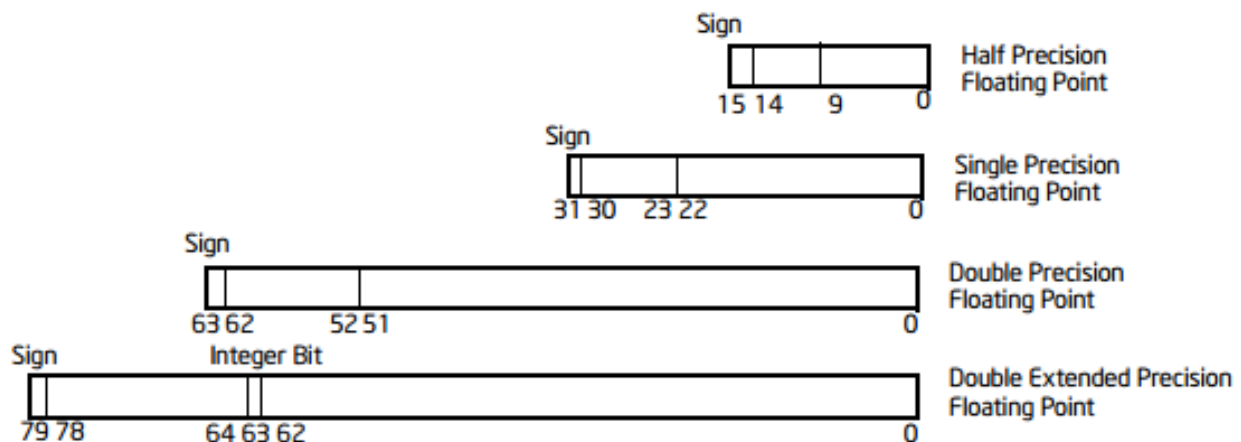 Sign
Half Precision
Floating Point
15 14 9 0
Sign
Single Precision
Floating Point
31 30 23 22 0
Sign
Double Precision
Floating Point
63 62 52 51 0
Sign Integer Bit
Double Extended Precision
Floating Point
79 78 64 63 62 0